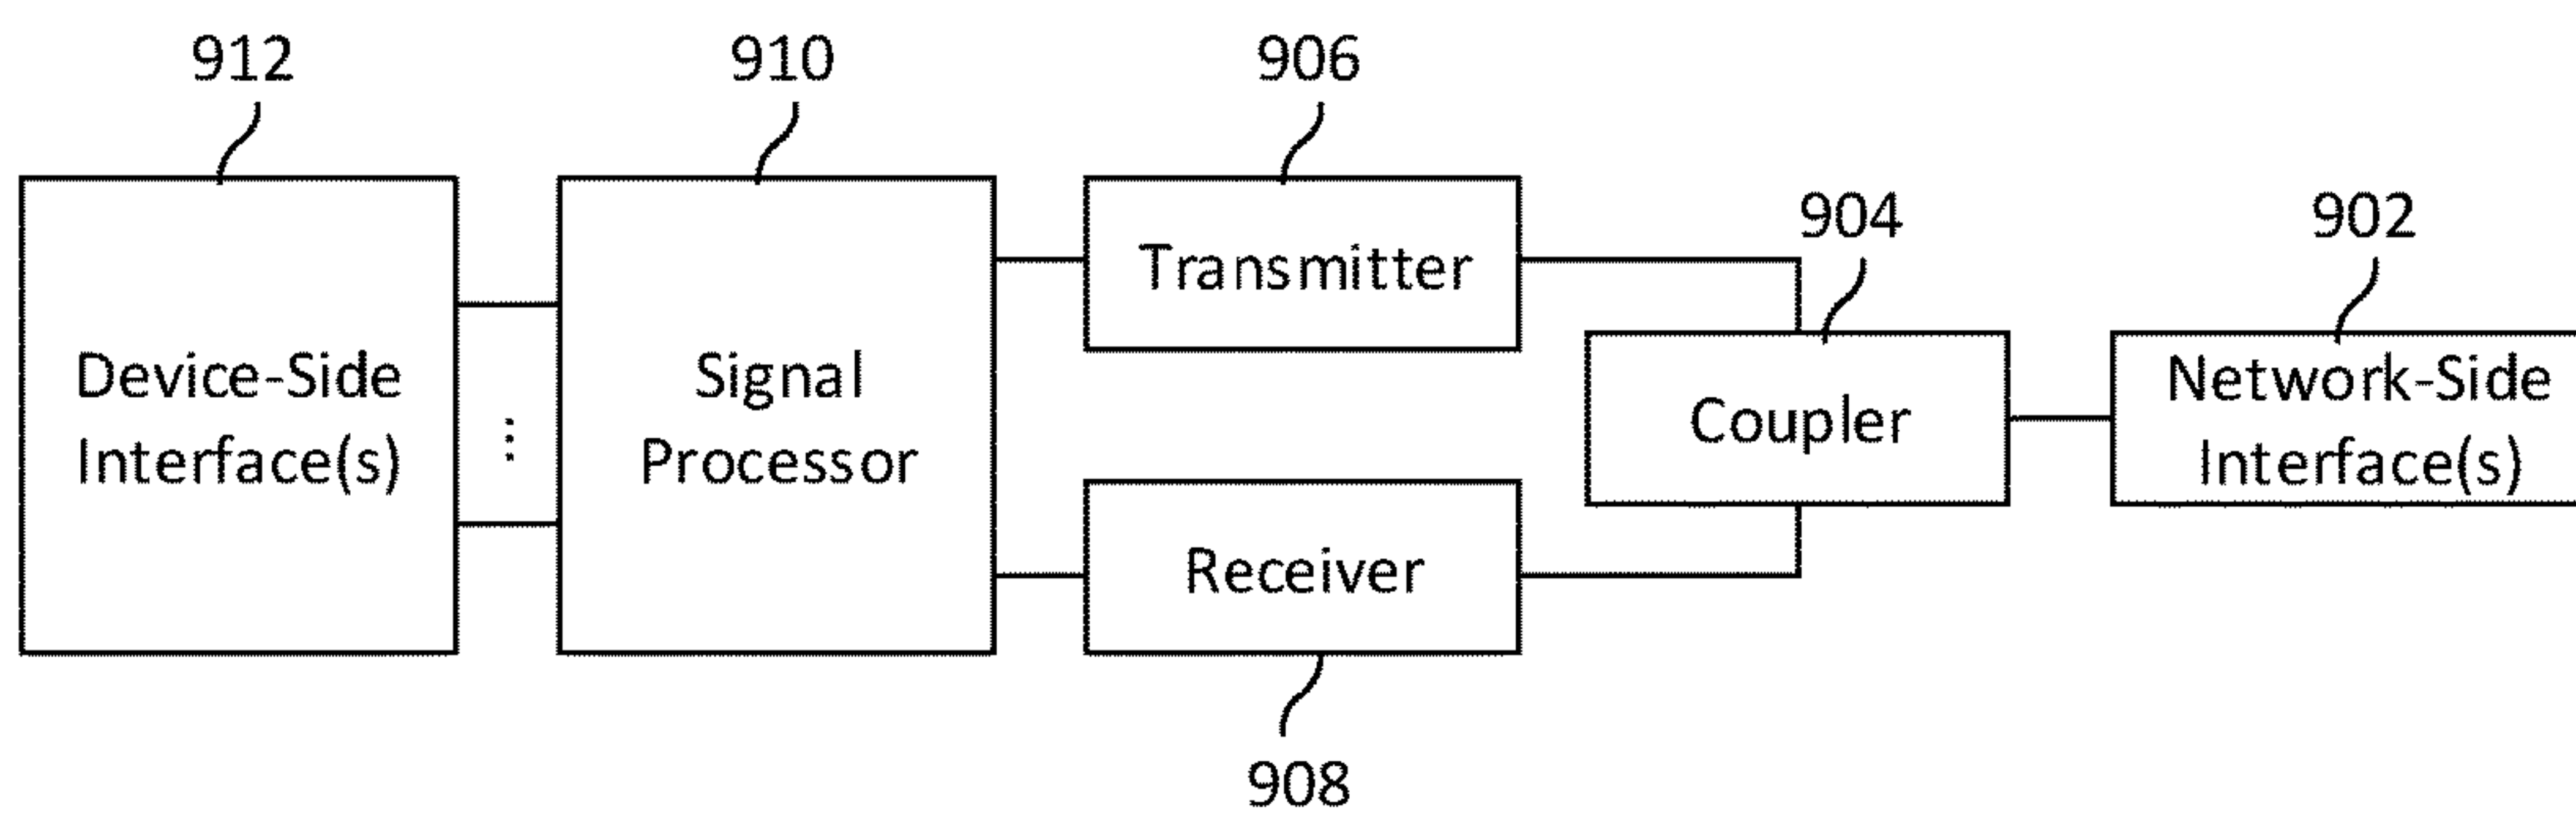 912
910
906
904
902
Device-Side
Interface(s)
...
Signal
Processor
Transmitter
Receiver
Coupler
Network-Side
Interface(s)
908